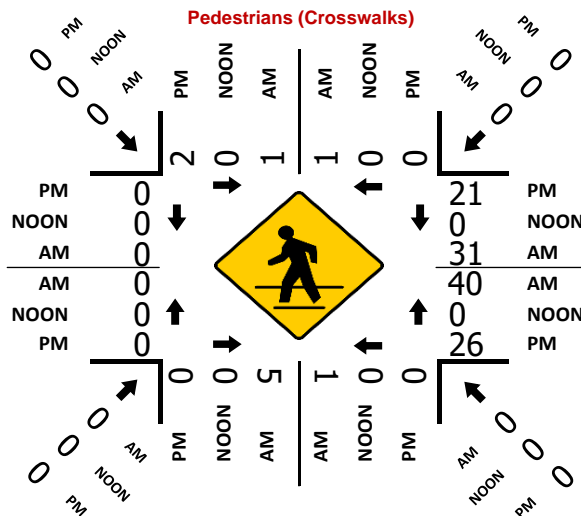 Pedestrians (Crosswalks)
0 PM
0 NOON
0 AM
PM NOON AM AM NOON PM
PM 0
NOON 0
AM 0
2 0 1 1 0 0
PM 0 21 PM
NOON 0 0 NOON
AM 0 31 AM
AM 0 40 AM
NOON 0 0 NOON
PM 0 26 PM
0 0 5 1 0 0
0 AM
0 NOON
0 PM
PM NOON AM AM NOON PM
AM 0
NOON 0
PM 0